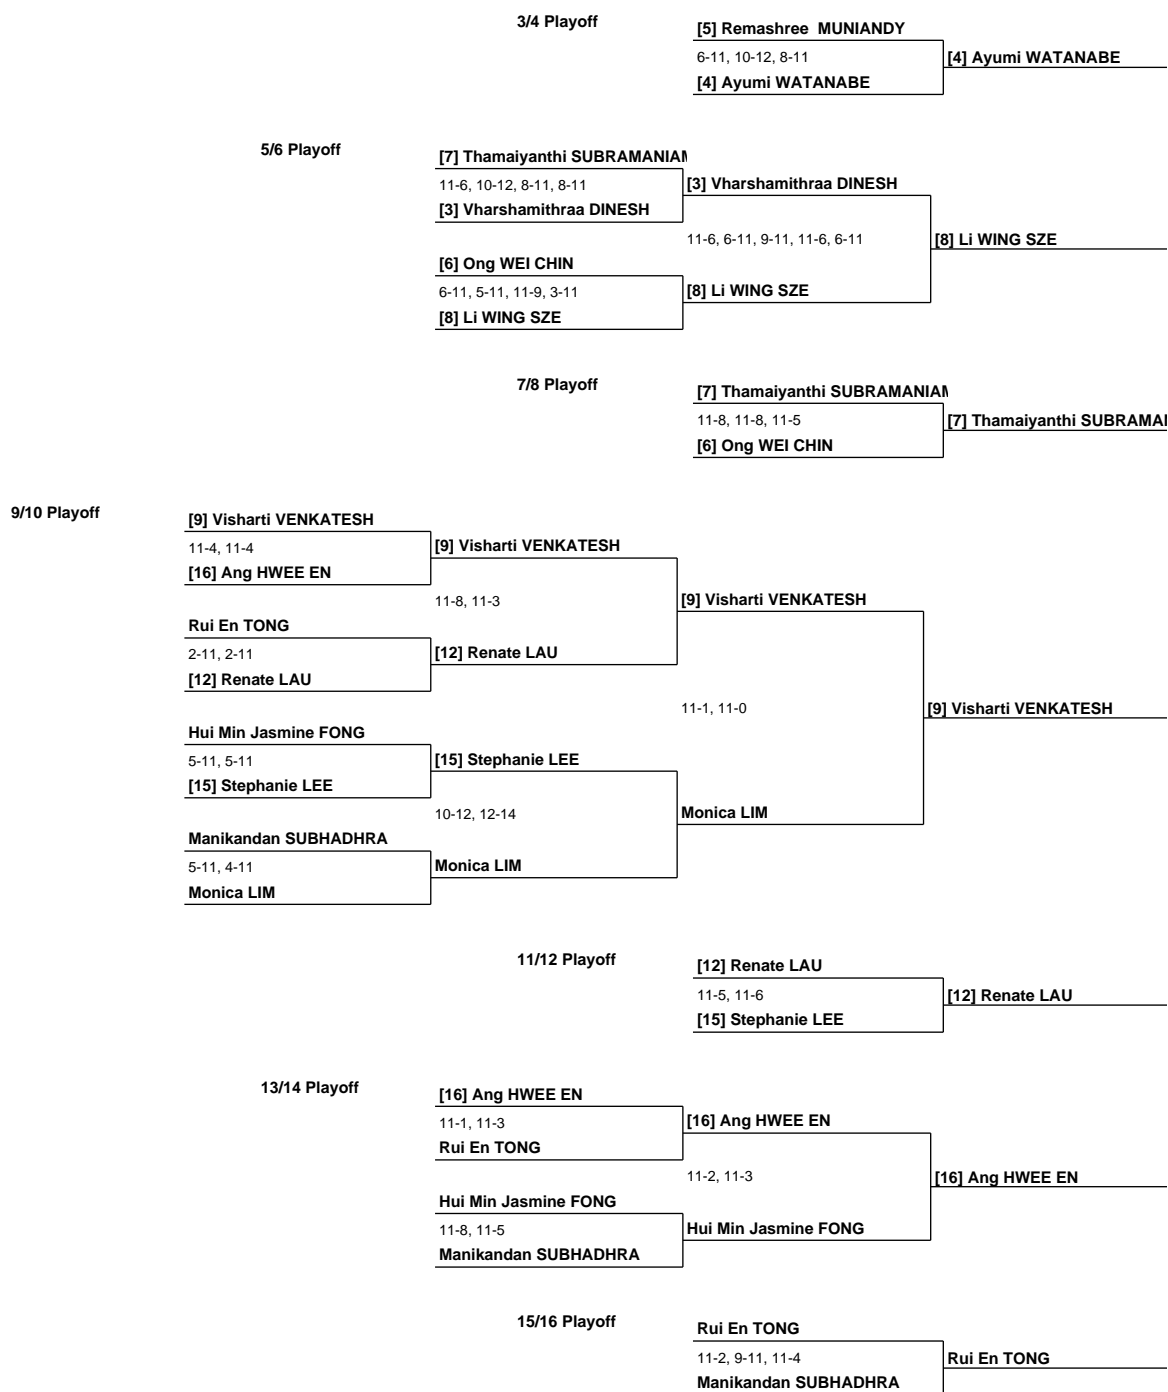 3/4 Playoff
[5] Remashree  MUNIANDY
6-11, 10-12, 8-11
[4] Ayumi WATANABE
[4] Ayumi WATANABE
5/6 Playoff
[7] Thamaiyanthi SUBRAMANIAM
11-6, 10-12, 8-11, 8-11
[3] Vharshamithraa DINESH
[3] Vharshamithraa DINESH
11-6, 6-11, 9-11, 11-6, 6-11
[8] Li WING SZE
[6] Ong WEI CHIN
6-11, 5-11, 11-9, 3-11
[8] Li WING SZE
[8] Li WING SZE
7/8 Playoff
[7] Thamaiyanthi SUBRAMANIAM
11-8, 11-8, 11-5
[7] Thamaiyanthi SUBRAMAI
[6] Ong WEI CHIN
9/10 Playoff
[9] Visharti VENKATESH
11-4, 11-4
[9] Visharti VENKATESH
[16] Ang HWEE EN
11-8, 11-3
[9] Visharti VENKATESH
Rui En TONG
2-11, 2-11
[12] Renate LAU
[12] Renate LAU
11-1, 11-0
[9] Visharti VENKATESH
Hui Min Jasmine FONG
5-11, 5-11
[15] Stephanie LEE
[15] Stephanie LEE
10-12, 12-14
Monica LIM
Manikandan SUBHADHRA
5-11, 4-11
Monica LIM
Monica LIM
11/12 Playoff
[12] Renate LAU
11-5, 11-6
[12] Renate LAU
[15] Stephanie LEE
13/14 Playoff
[16] Ang HWEE EN
11-1, 11-3
[16] Ang HWEE EN
Rui En TONG
11-2, 11-3
[16] Ang HWEE EN
Hui Min Jasmine FONG
11-8, 11-5
Hui Min Jasmine FONG
Manikandan SUBHADHRA
15/16 Playoff
Rui En TONG
11-2, 9-11, 11-4
Rui En TONG
Manikandan SUBHADHRA